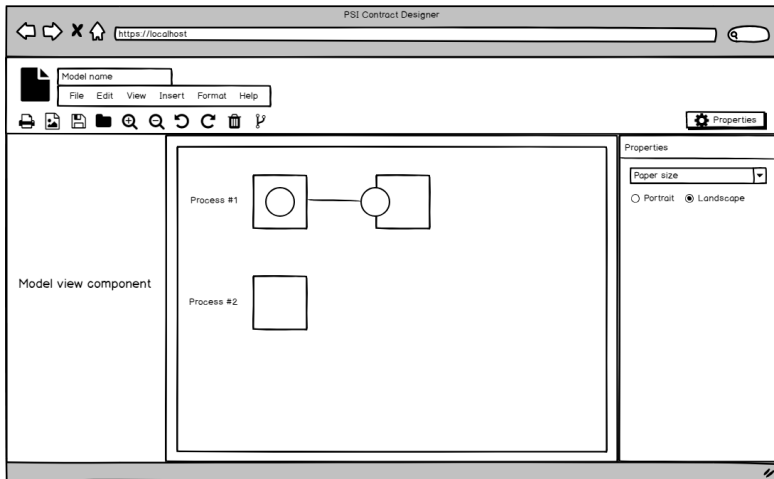 PSI Contract Designer
https://localhost
Model name
File Edit View Insert Format Help
Properties
Properties
Paper size
Portrait Landscape
Process #1
Model view component
Process #2